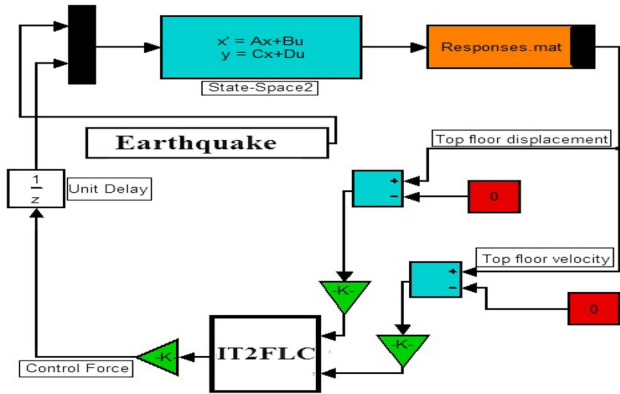 x' = Ax+Bu
y = Cx+Du
State-Space2
Responses.mat
Earthquake
Top floor displacement
1
z
Unit Delay
+
−
0
Top floor velocity
+
−
0
-K-
-K-
-K-
IT2FLC
Control Force